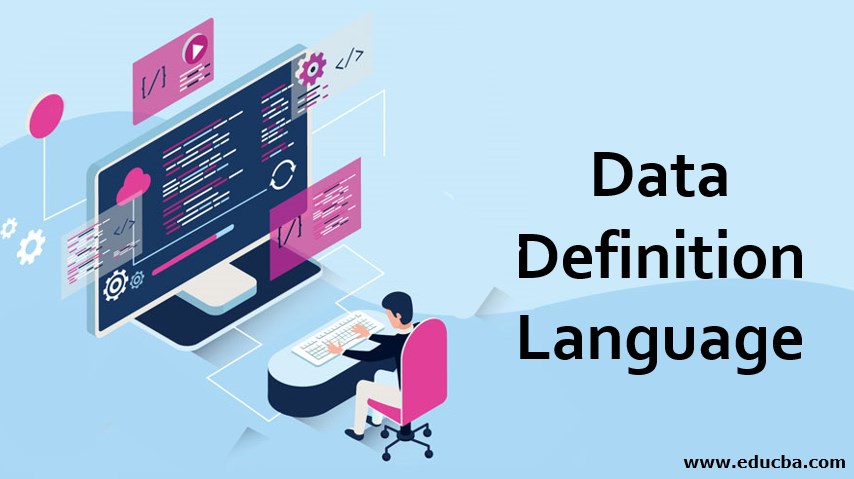 Data
Definition
Language
www.educba.com
{/}
</>
</>
{/}